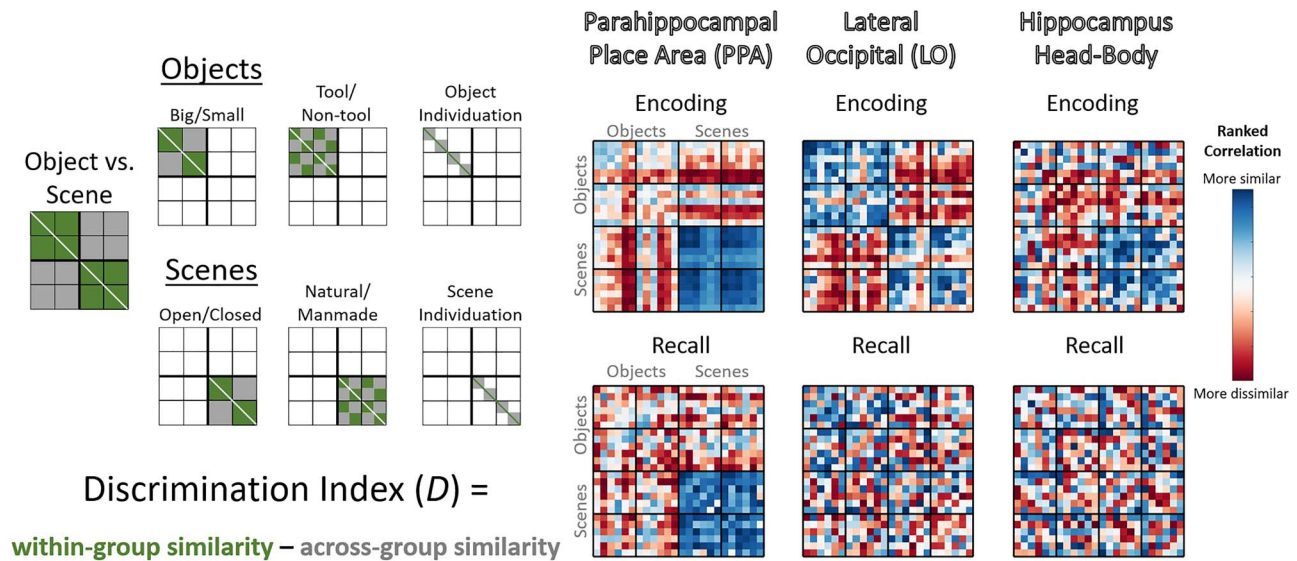 Objects
Big/Small
Tool/
Non-tool
Object
Individuation
Object vs.
Scene
Scenes
Open/Closed
Natural/
Manmade
Scene
Individuation
Discrimination Index (D) =
within-group similarity – across-group similarity
Parahippocampal
Place Area (PPA)
Lateral
Occipital (LO)
Hippocampus
Head-Body
Encoding
Encoding
Encoding
Objects
Scenes
Objects
Scenes
Recall
Recall
Recall
Objects
Scenes
Objects
Scenes
Ranked
Correlation
More similar
More dissimilar